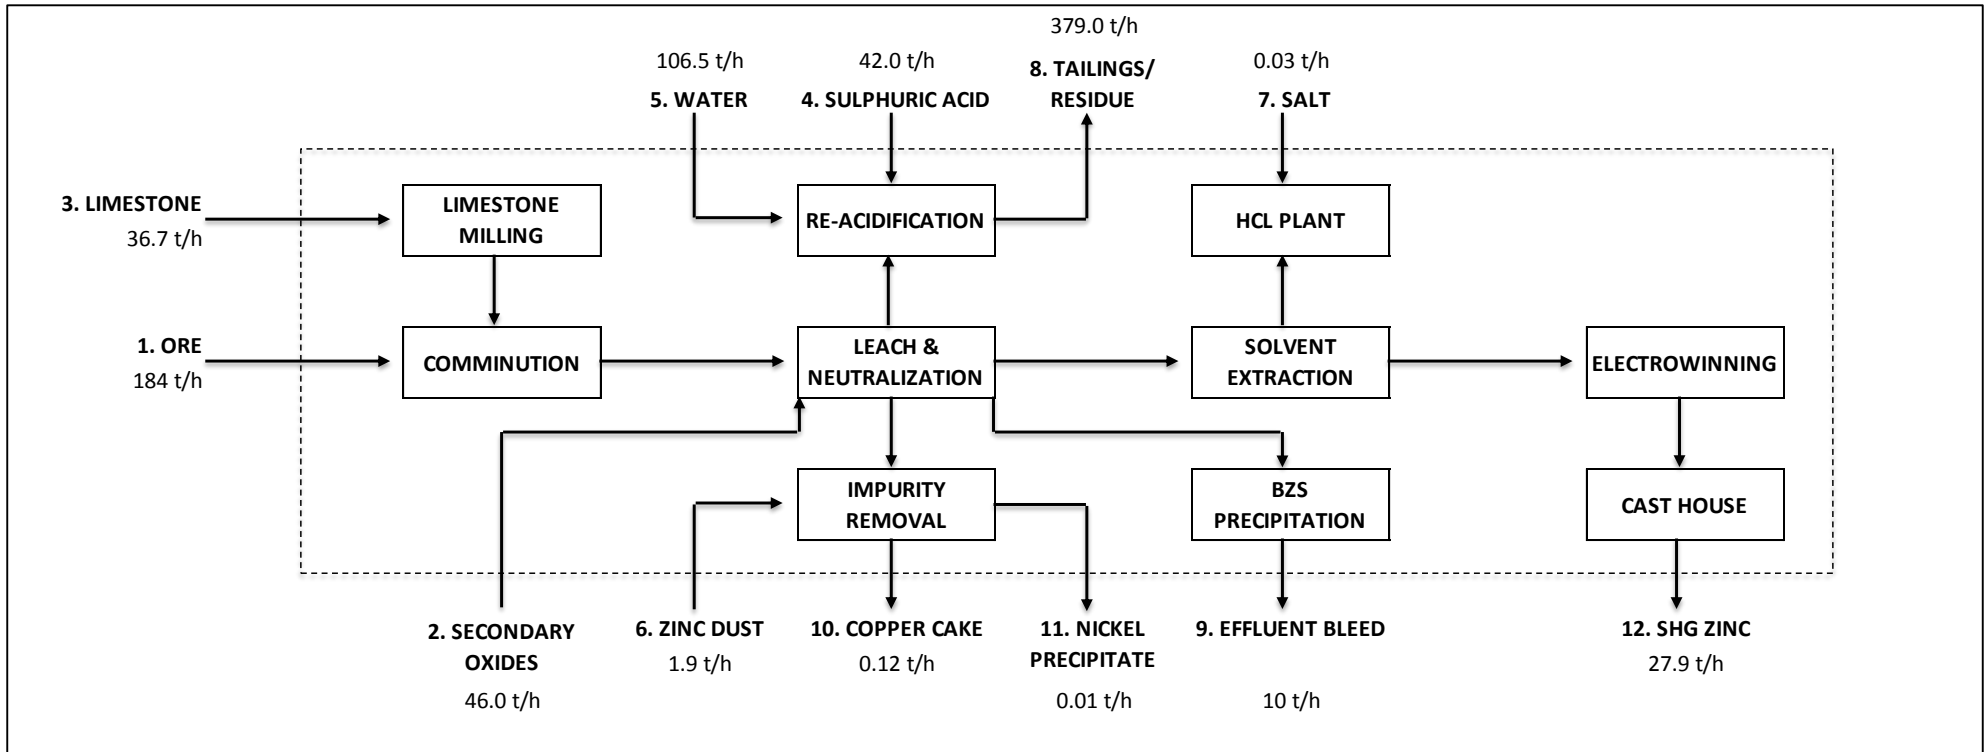 379.0 t/h
106.5 t/h
42.0 t/h
8. TAILINGS/
RESIDUE
0.03 t/h
5. WATER
4. SULPHURIC ACID
7. SALT
3. LIMESTONE
36.7 t/h
LIMESTONE
MILLING
RE-ACIDIFICATION
HCL PLANT
1. ORE
184 t/h
COMMINUTION
LEACH &
NEUTRALIZATION
SOLVENT
EXTRACTION
ELECTROWINNING
IMPURITY
REMOVAL
BZS
PRECIPITATION
CAST HOUSE
2. SECONDARY
OXIDES
46.0 t/h
6. ZINC DUST
1.9 t/h
10. COPPER CAKE
0.12 t/h
11. NICKEL
PRECIPITATE
0.01 t/h
9. EFFLUENT BLEED
10 t/h
12. SHG ZINC
27.9 t/h